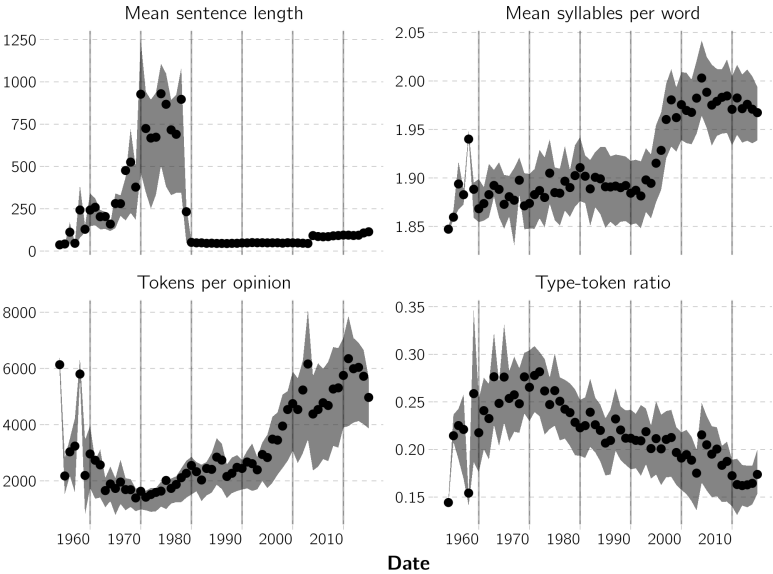 Mean sentence length
Mean syllables per word
1250
1000
750
500
250
0
2.05
2.00
1.95
1.90
1.85
Tokens per opinion
Type-token ratio
8000
6000
4000
2000
0.35
0.30
0.25
0.20
0.15
1960 1970 1980 1990 2000 2010
1960 1970 1980 1990 2000 2010
Date